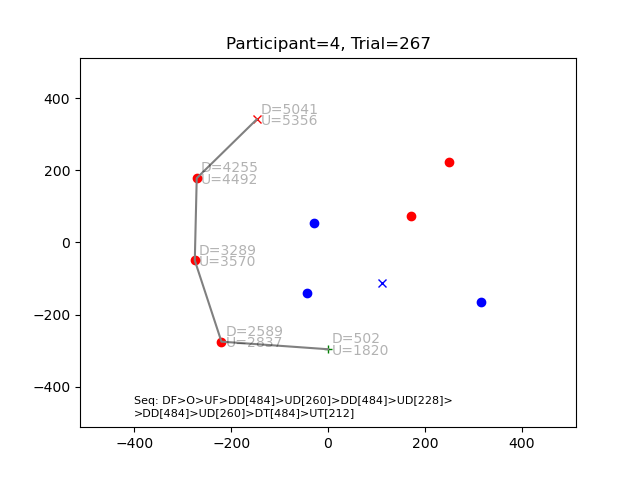 Participant=4, Trial=267
D=5041
U=5356
D=4255
U=4492
D=3289
U=3570
D=2589
U=2837
D=502
U=1820
400
200
0
−200
−400
Seq: DF>O>UF>DD[484]>UD[260]>DD[484]>UD[228]>
>DD[484]>UD[260]>DT[484]>UT[212]
−400 −200 0 200 400